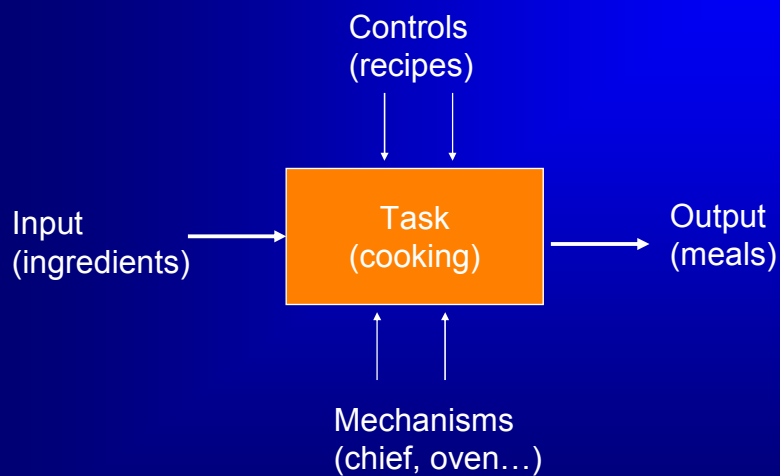 Controls
(recipes)
Input
(ingredients)
Task
(cooking)
Output
(meals)
Mechanisms
(chief, oven…)